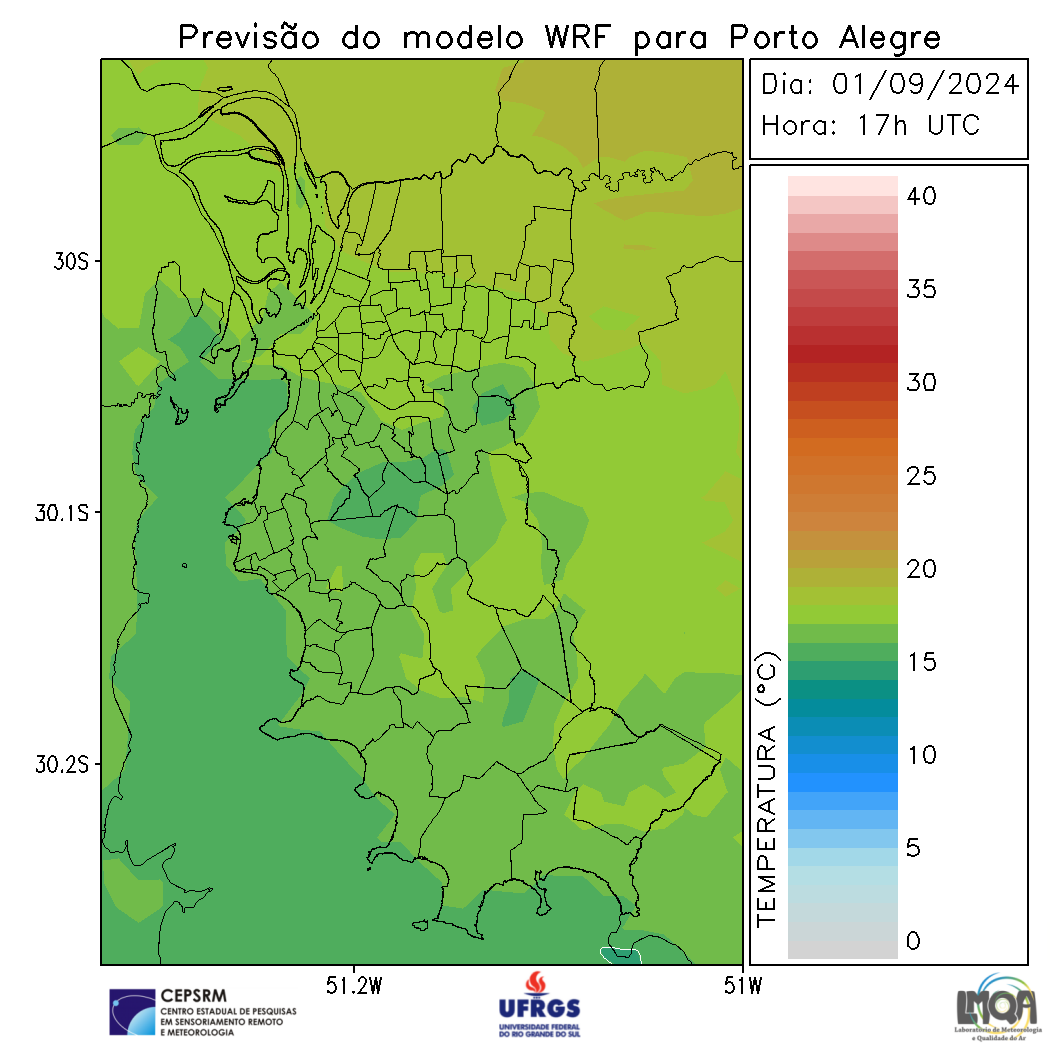 Previsão do modelo WRF para Porto Alegre
Dia: 01/09/2024
Hora: 17h UTC
40
35
30
25
20
15
10
5
0
TEMPERATURA (°C)
30S
30.1S
30.2S
51.2W
51W
CEPSRM
CENTRO ESTADUAL DE PESQUISAS
EM SENSORIAMENTO REMOTO
E METEOROLOGIA
UFRGS
UNIVERSIDADE FEDERAL
DO RIO GRANDE DO SUL
LMQA
Laboratório de Meteorologia
e Qualidade do Ar